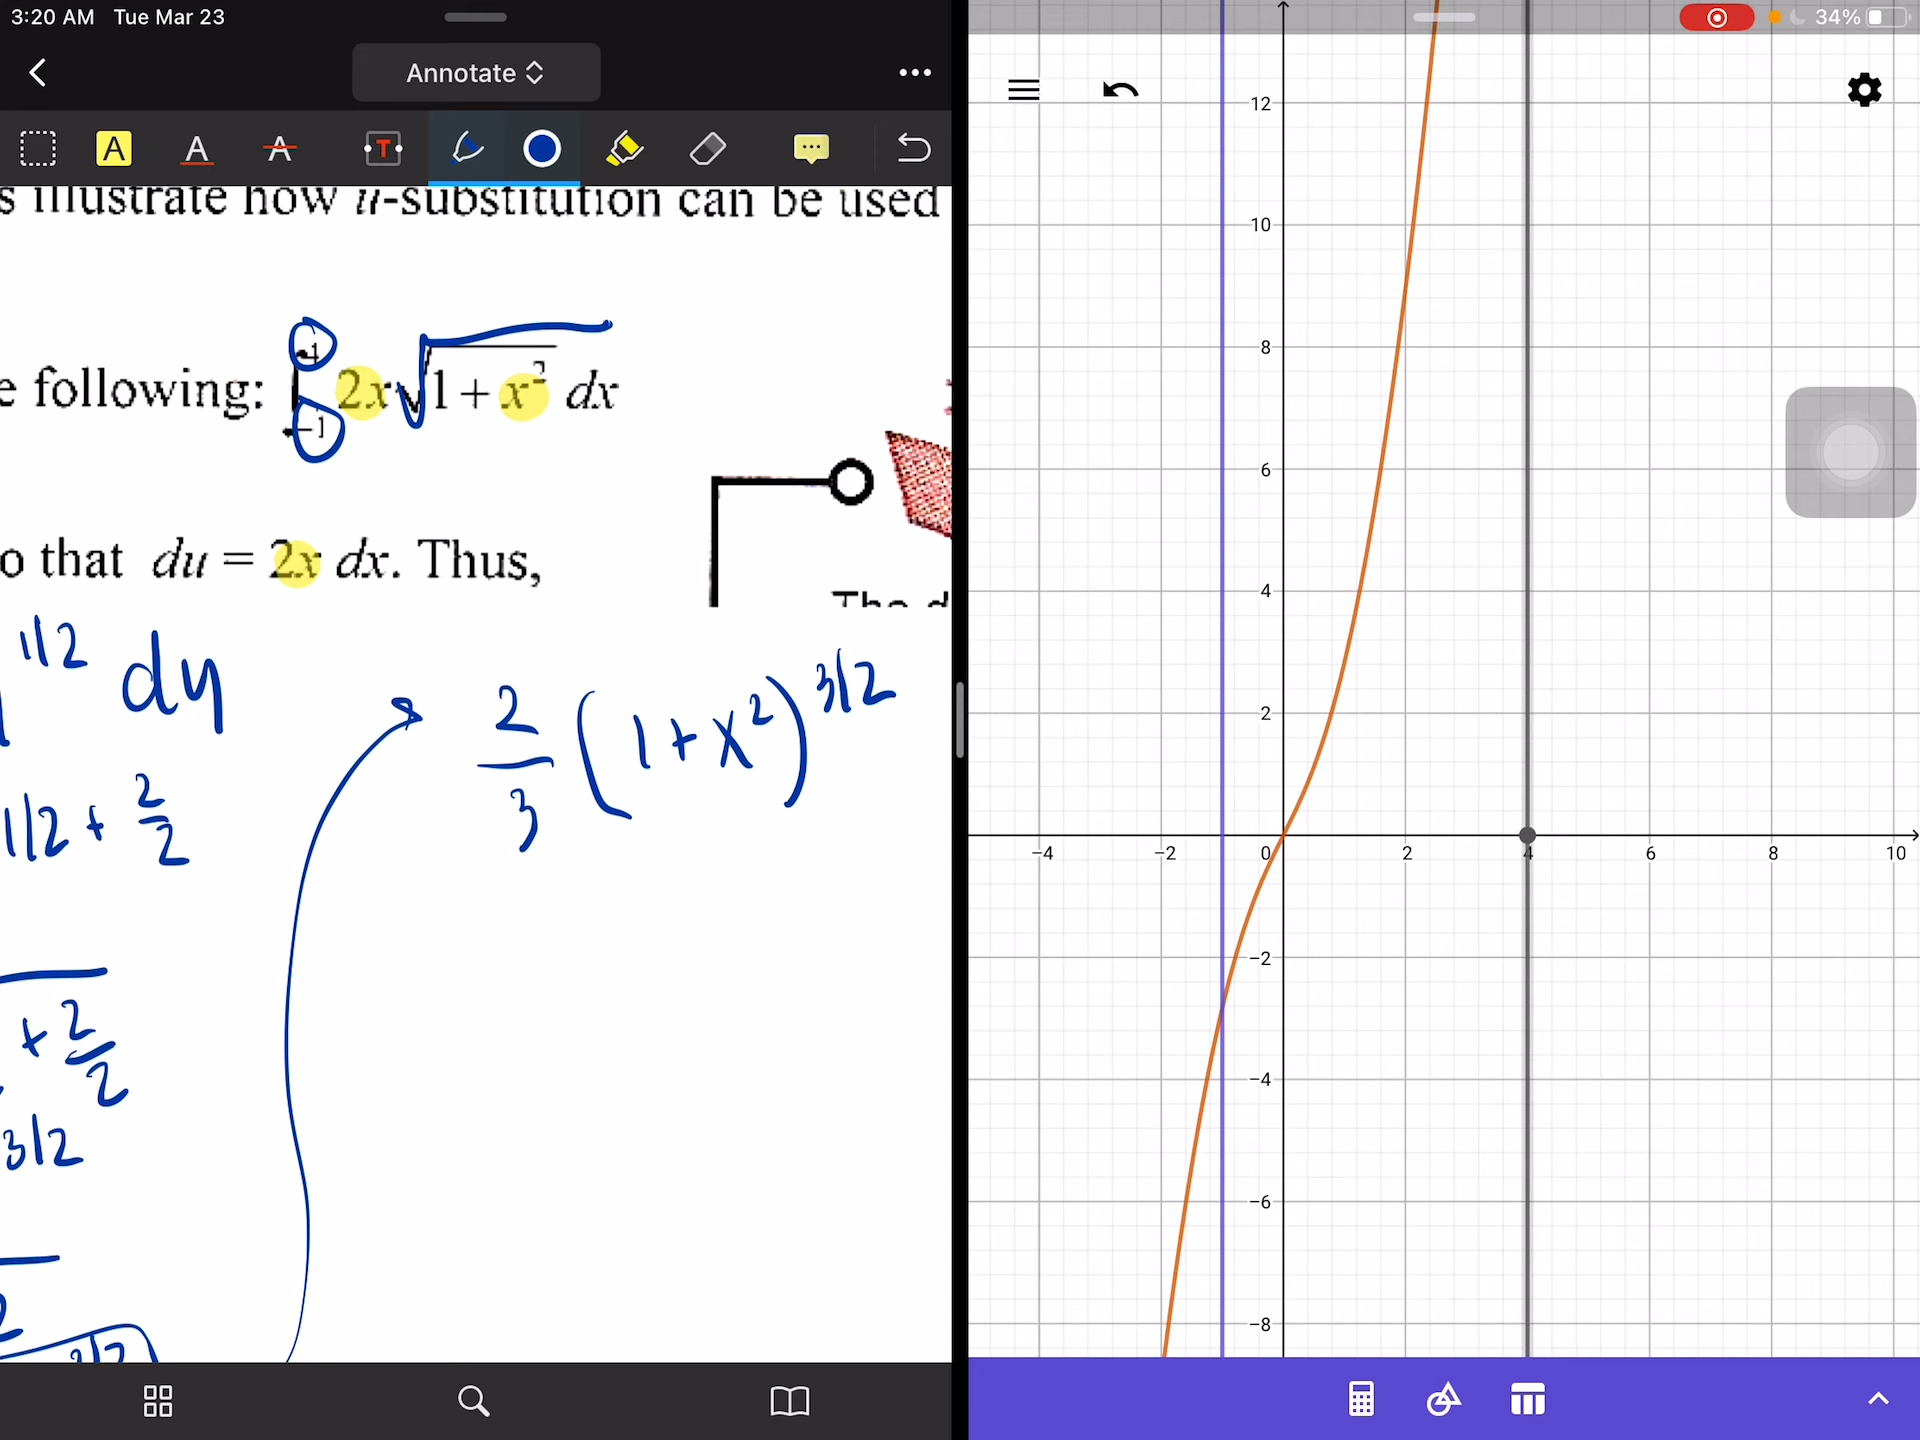 3:20 AM Tue Mar 23
34%
Annotate
A A A T
s illustrate how u-substitution can be used
e following: ∫ 2x√1 + x² dx
-1
o that du = 2x dx. Thus,
The d
1/2 du
2/3 (1+x²)^3/2
1/2 + 2/2
+ 2/2
3/2
12
10
8
6
4
2
-4 -2 0 2 4 6 8 10
-2
-4
-6
-8